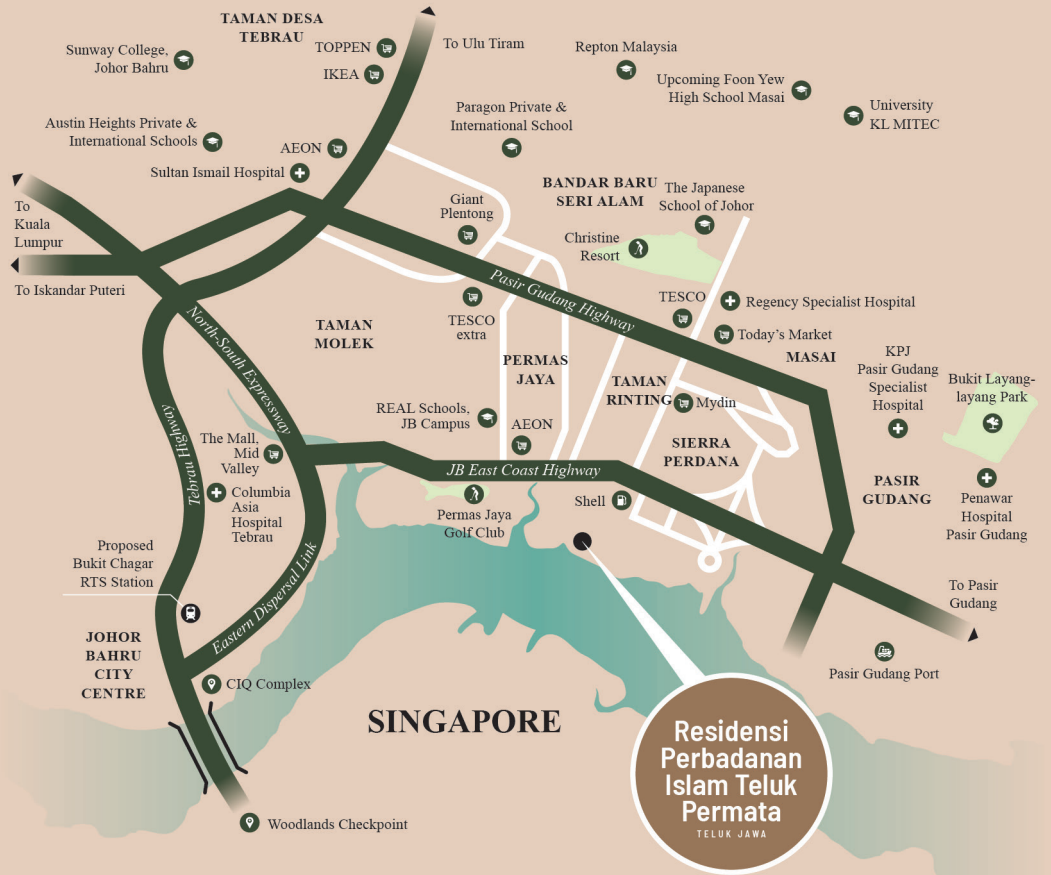 TAMAN DESA
TEBRAU
Sunway College,
Johor Bahru
TOPPEN
IKEA
To Ulu Tiram
Repton Malaysia
Upcoming Foon Yew
High School Masai
University
KL MITEC
Austin Heights Private &
International Schools
AEON
Paragon Private &
International School
Sultan Ismail Hospital
To
Kuala
Lumpur
To Iskandar Puteri
Giant
Plentong
BANDAR BARU
SERI ALAM
The Japanese
School of Johor
Christine
Resort
Pasir Gudang Highway
North-South Expressway
TAMAN
MOLEK
TESCO
extra
TESCO
Regency Specialist Hospital
Today's Market
MASAI
PERMAS
JAYA
TAMAN
RINTING
Mydin
KPJ
Pasir Gudang
Specialist
Hospital
Bukit Layang-
layang Park
REAL Schools,
JB Campus
AEON
SIERRA
PERDANA
Tebrau Highway
The Mall,
Mid
Valley
JB East Coast Highway
Columbia
Asia
Hospital
Tebrau
Permas Jaya
Golf Club
Shell
PASIR
GUDANG
Penawar
Hospital
Pasir Gudang
Proposed
Bukit Chagar
RTS Station
Eastern Dispersal Link
To Pasir
Gudang
JOHOR
BAHRU
CITY
CENTRE
CIQ Complex
Pasir Gudang Port
SINGAPORE
Residensi
Perbadanan
Islam Teluk
Permata
TELUK JAWA
Woodlands Checkpoint